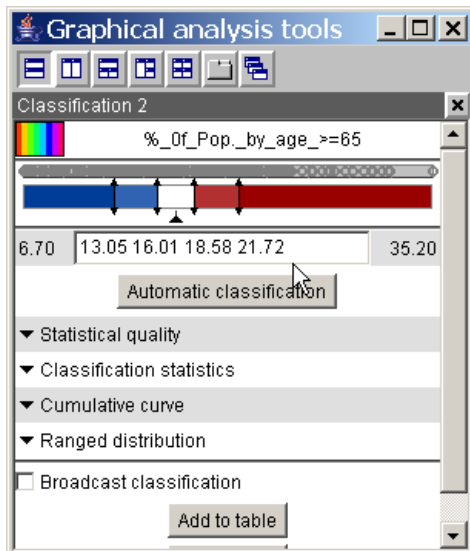 Graphical analysis tools
Classification 2
%_0f_Pop._by_age_>=65
6.70 13.05 16.01 18.58 21.72 35.20
Automatic classification
Statistical quality
Classification statistics
Cumulative curve
Ranged distribution
Broadcast classification
Add to table